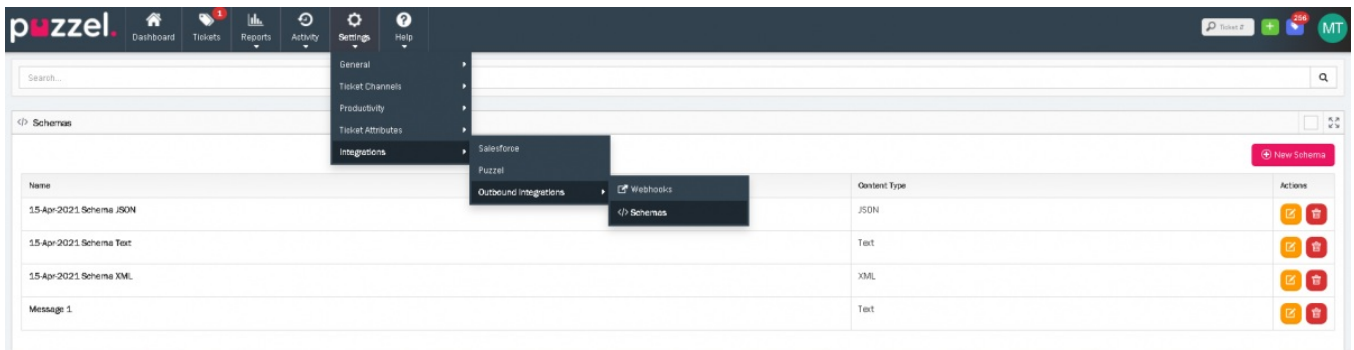 puzzel.
Dashboard
Tickets
1
Reports
Activity
Settings
Help
Ticket #
256
MT
Search...
General
Ticket Channels
Productivity
Ticket Attributes
Integrations
Salesforce
Puzzel
Outbound Integrations
Webhooks
</> Schemas
</> Schemas
New Schema
Name Content Type Actions
15-Apr-2021 Schema JSON JSON
15-Apr-2021 Schema Text Text
15-Apr-2021 Schema XML XML
Message 1 Text